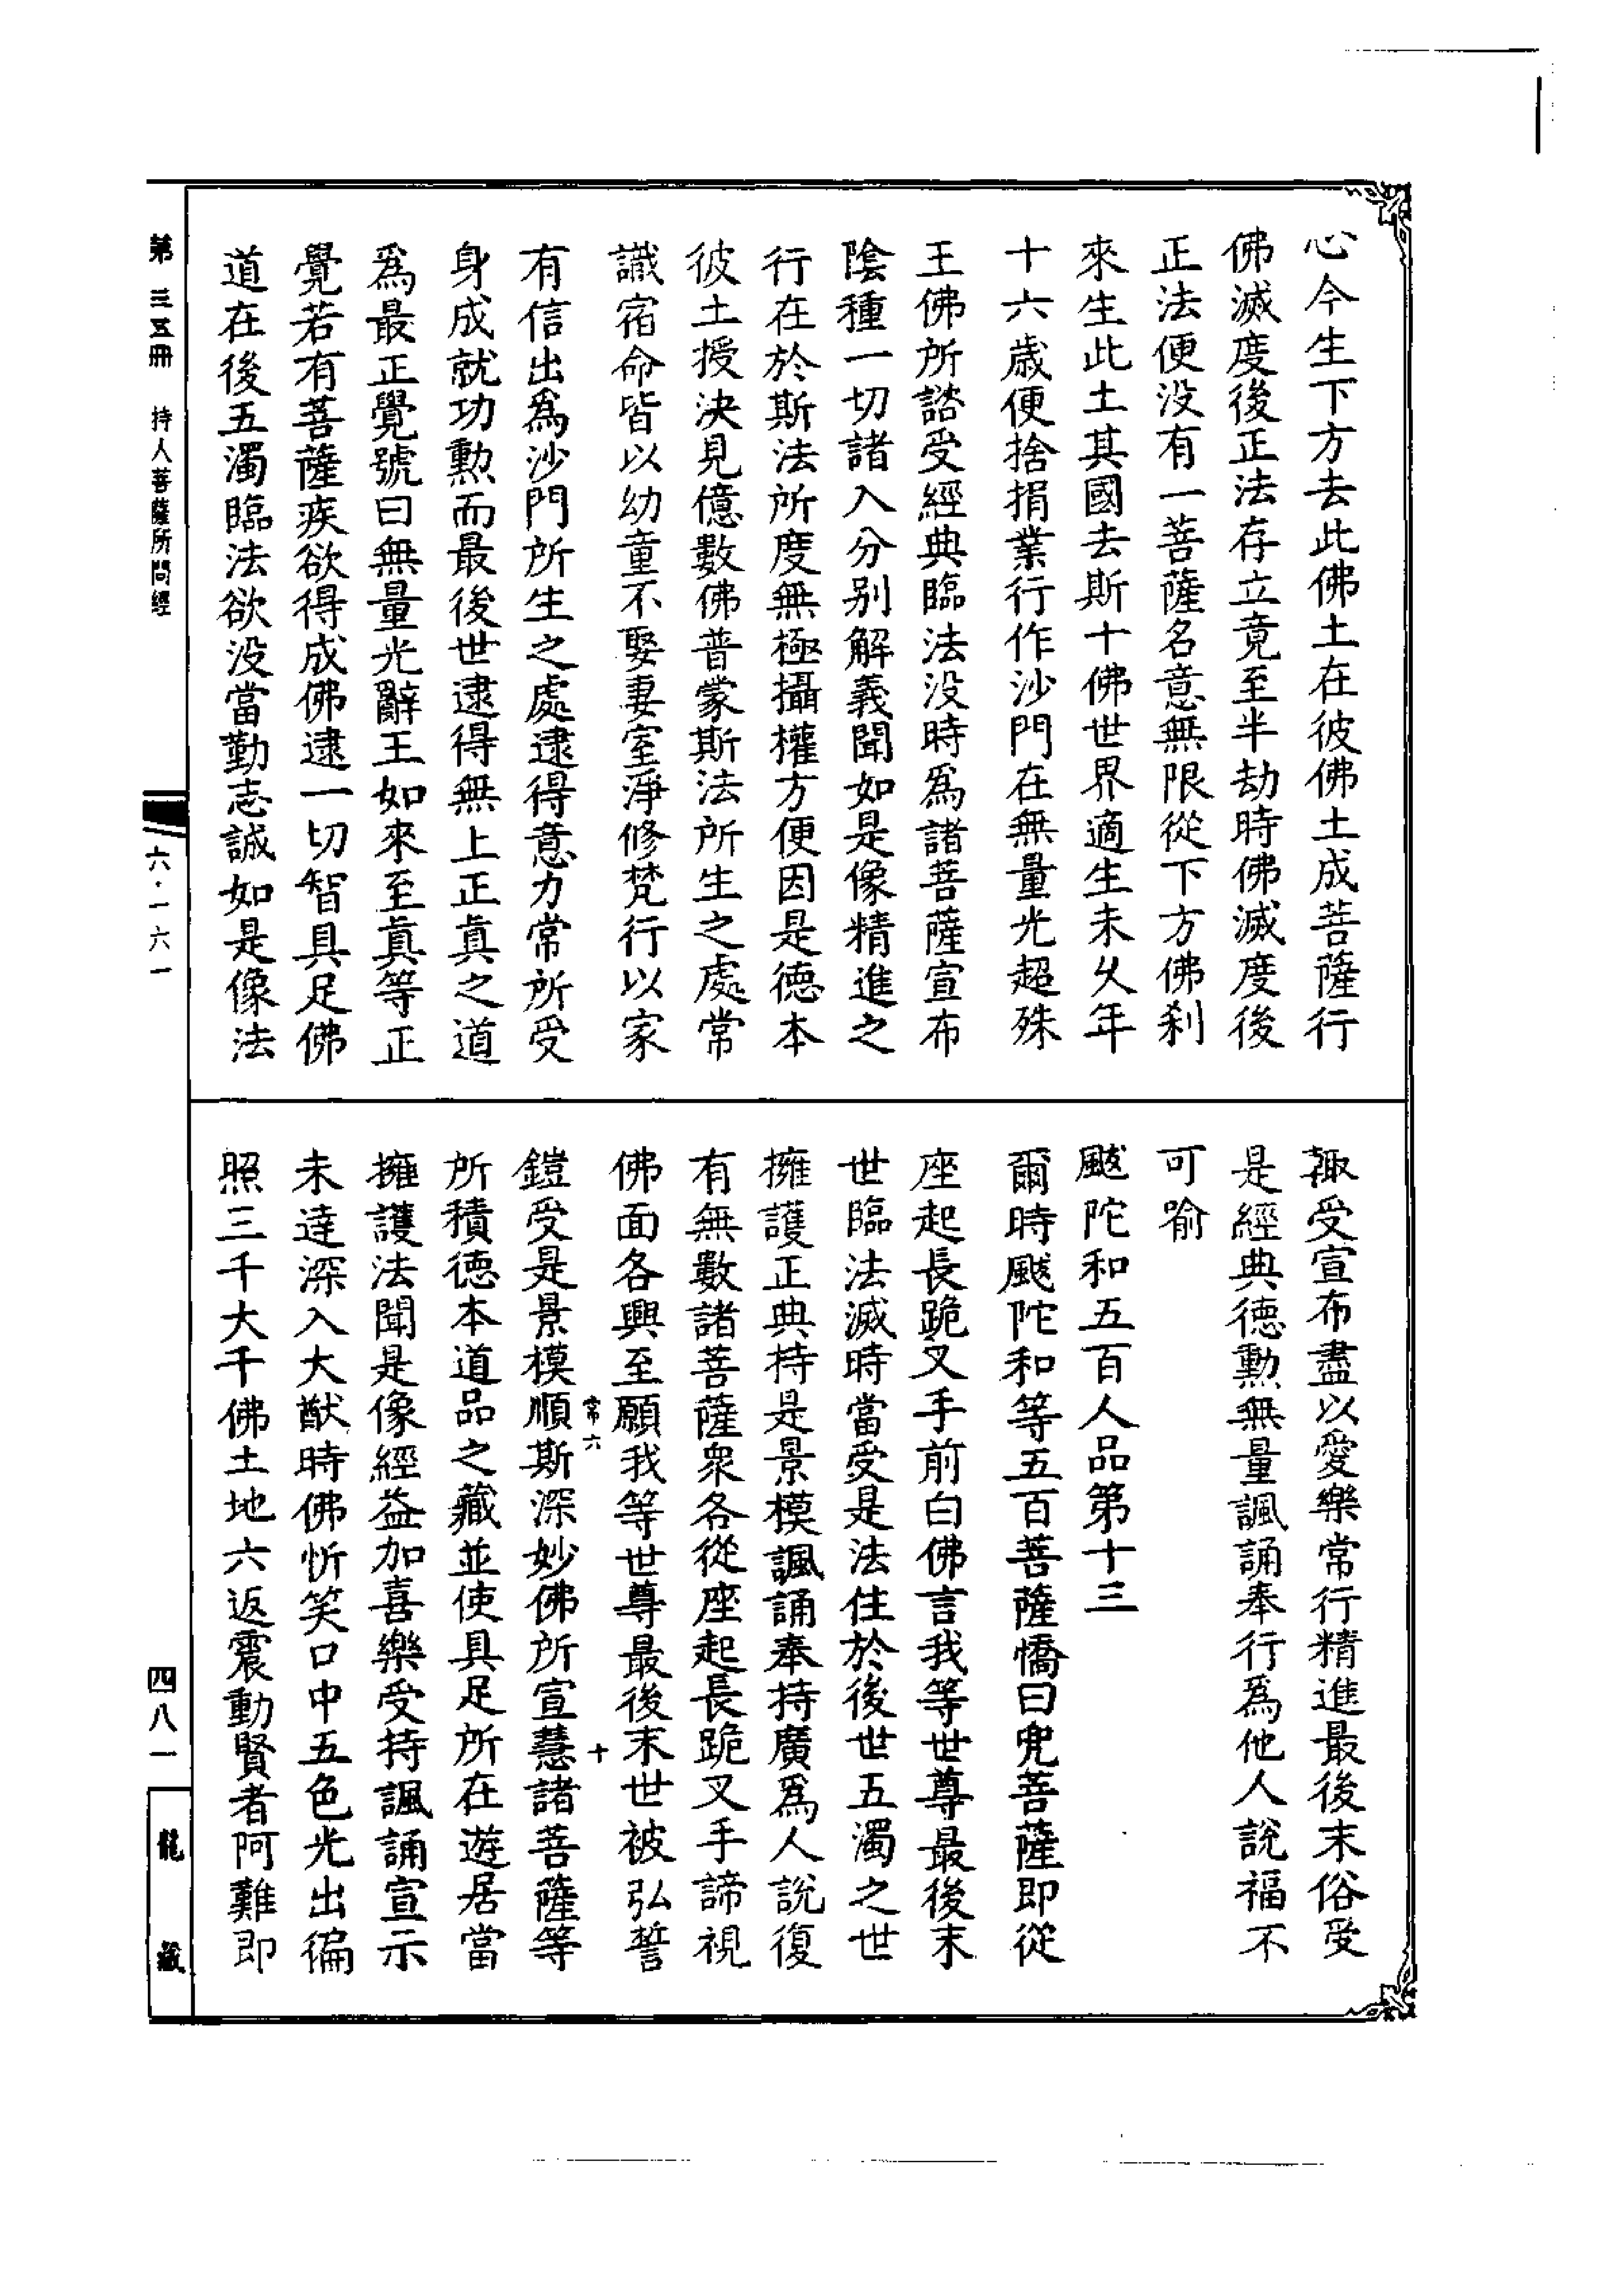 心今生下方去此佛土在彼佛土成菩薩行
佛滅度後正法存立竟至半劫時佛滅度後
正法便没有一菩薩名意無限從下方佛剎
來生此土其國去斯十佛世界適生未久年
十六歲便捨捐業行作沙門在無量光超殊
王佛所諮受經典臨法没時爲諸菩薩宣布
陰種一切諸入分别解義聞如是像精進之
行在於斯法所度無極攝權方便因是德本
彼土授決見億數佛普蒙斯法所生之處常
識宿命皆以幼童不娶妻室淨修梵行以家
有信出爲沙門所生之處逮得意力常所受
身成就功勲而最後世逮得無上正真之道
爲最正覺號曰無量光辭王如來至真等正
覺若有菩薩疾欲得成佛逮一切智具足佛
道在後五濁臨法欲没當勤志誠如是像法
輙受宣布盡以愛樂常行精進最後末俗受
是經典德勲無量諷誦奉行爲他人說福不
可喻
颰陀和五百人品第十三
爾時颰陀和等五百菩薩憍曰兜菩薩即從
座起長跪叉手前白佛言我等世尊最後末
世臨法滅時當受是法住於後世五濁之世
擁護正典持是景模諷誦奉持廣爲人說復
有無數諸菩薩衆各從座起長跪叉手諦視
佛面各興至願我等世尊最後末世被弘誓
常六
十
鎧受是景模順斯深妙佛所宣慧諸菩薩等
所積德本道品之藏並使具足所在遊居當
擁護法聞是像經益加喜樂受持諷誦宣示
未達深入大猷時佛忻笑口中五色光出徧
照三千大千佛土地六返震動賢者阿難即
第三五冊 持人菩薩所問經
六·一六一
四八一
龍藏